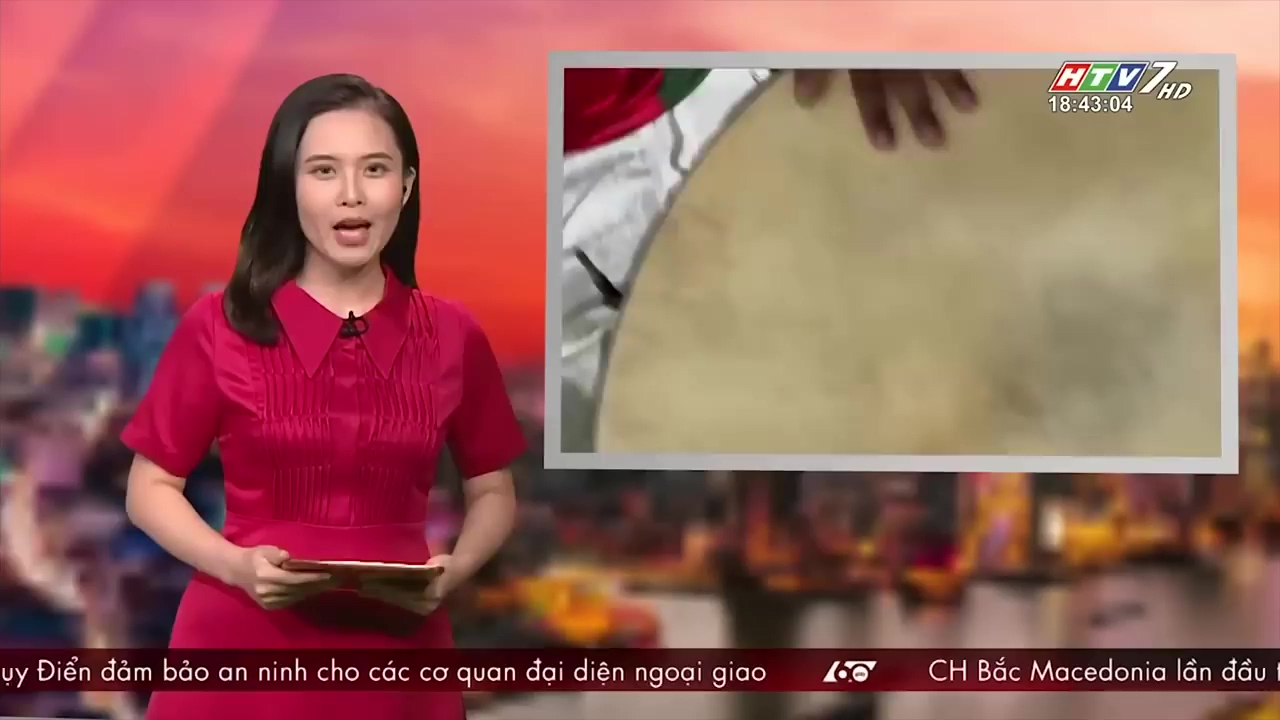 HTV7 HD
18:43:04
Điển đảm bảo an ninh cho các cơ quan đại diện ngoại giao
60
CH Bắc Macedonia lần đầu